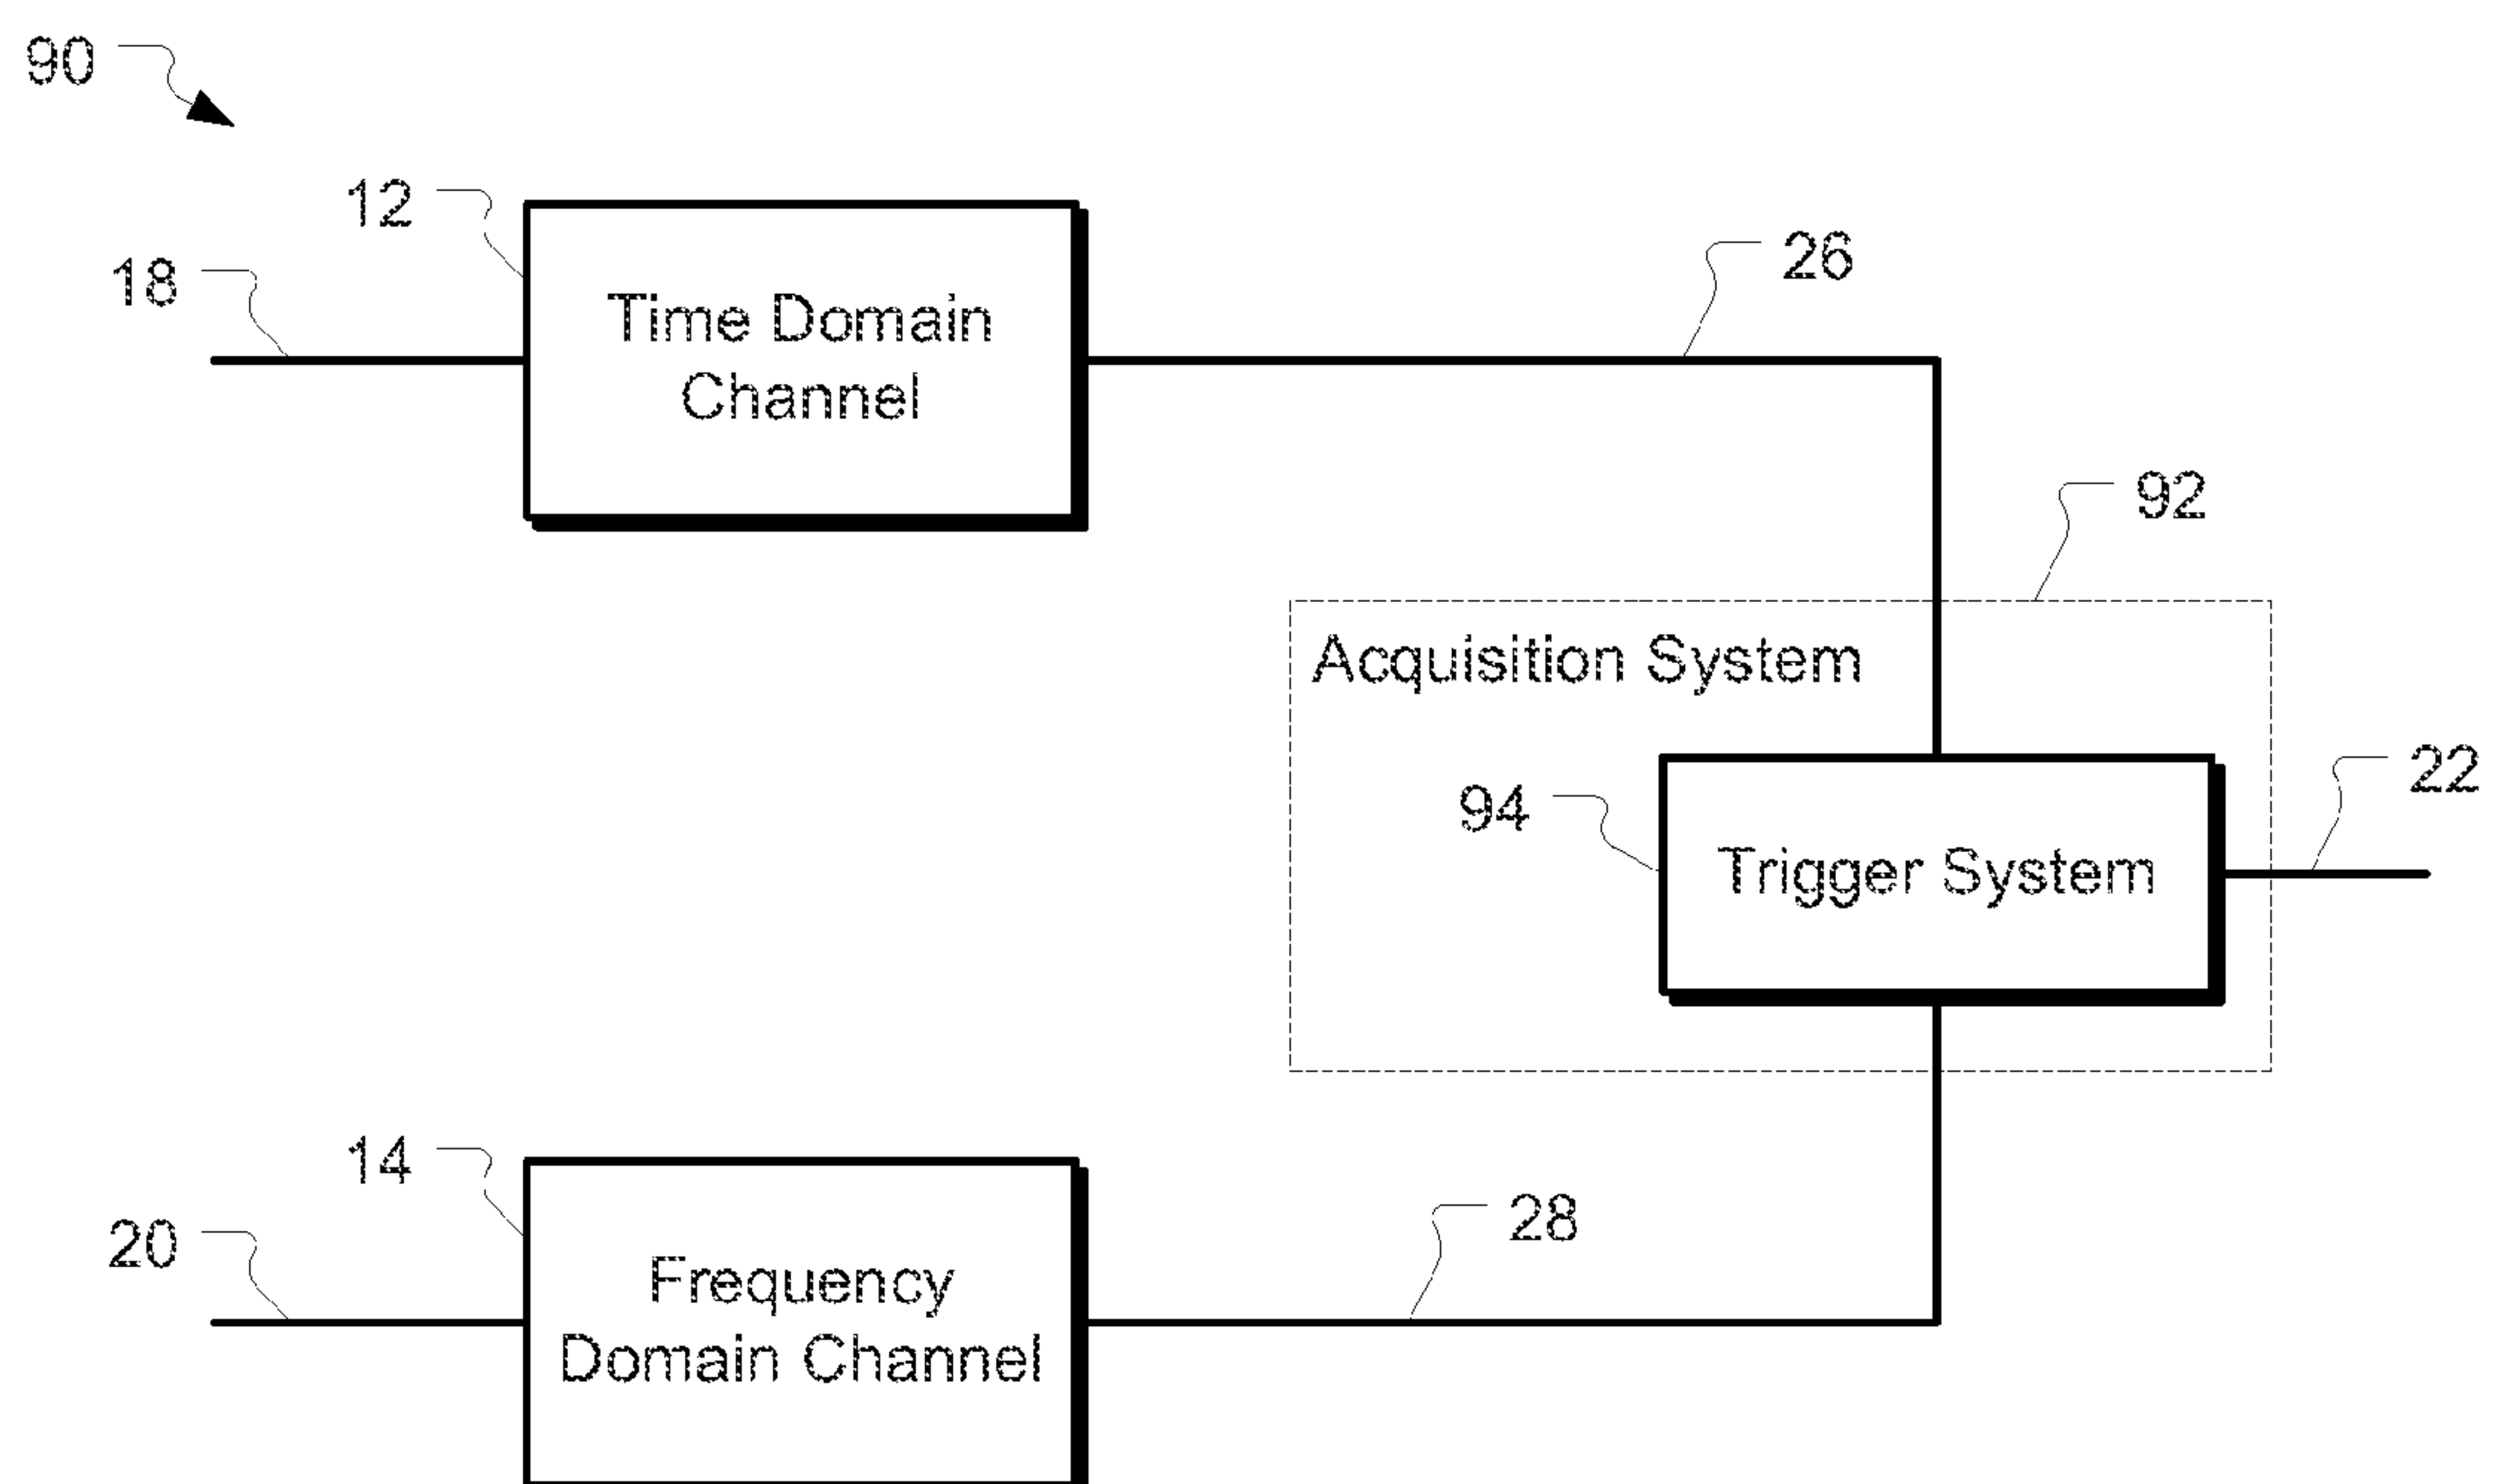 90
12
18
Time Domain
Channel
26
92
Acquisition System
94
Trigger System
22
14
20
Frequency
Domain Channel
28